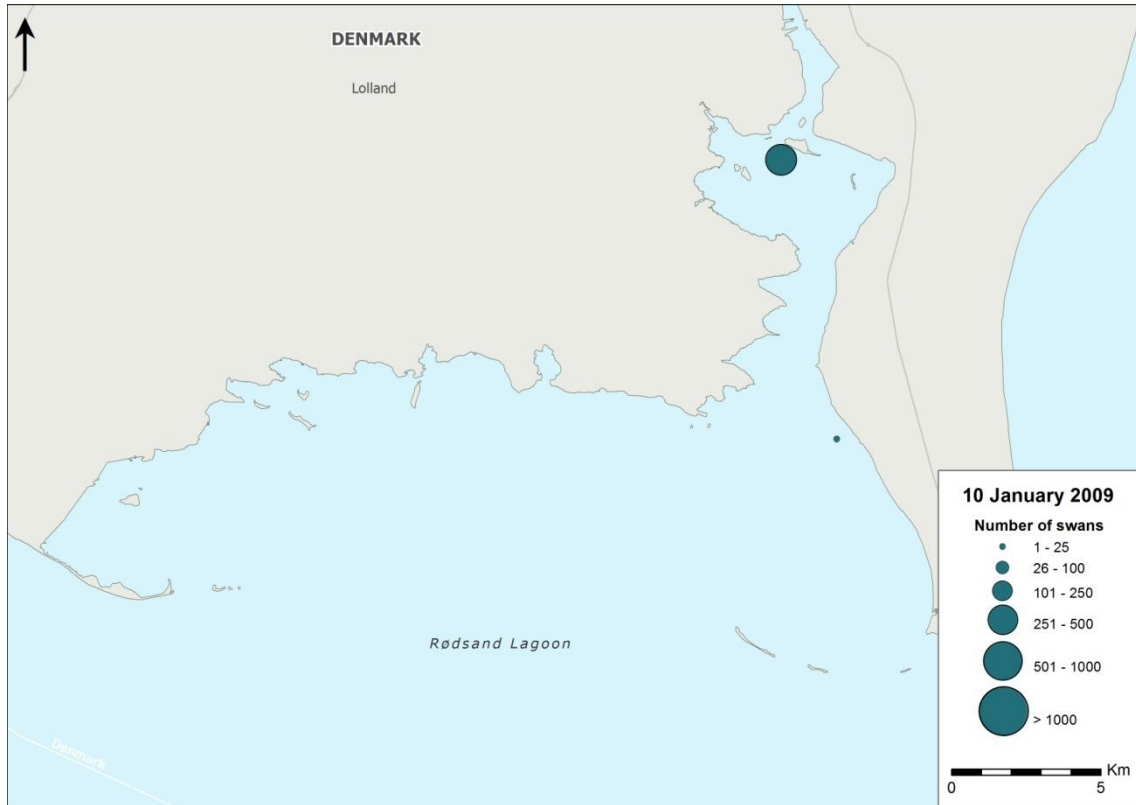 DENMARK
Lolland
Rødsand Lagoon
Denmark
10 January 2009
Number of swans
1 - 25
26 - 100
101 - 250
251 - 500
501 - 1000
> 1000
Km
0 5